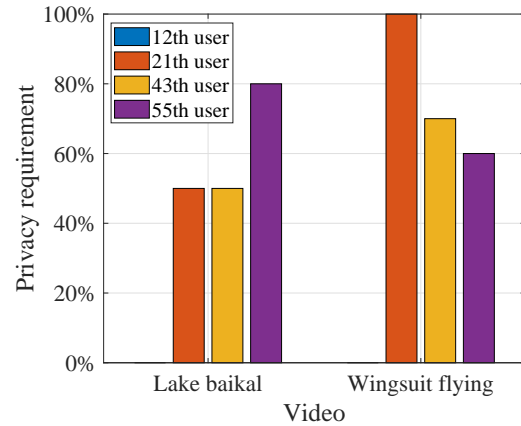 100%
80%
60%
40%
20%
0%
Privacy requirement
12th user
21th user
43th user
55th user
Lake baikal
Wingsuit flying
Video